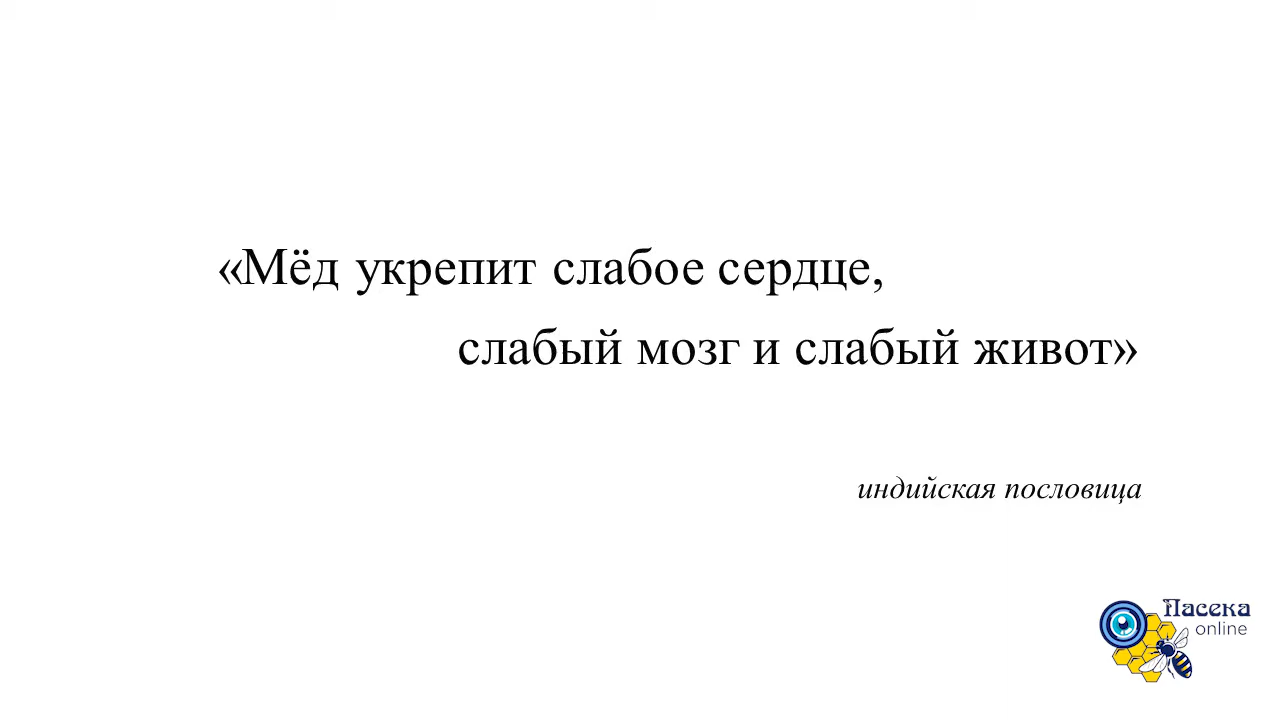 «Мёд укрепит слабое сердце,
слабый мозг и слабый живот»
индийская пословица
Пасека
online